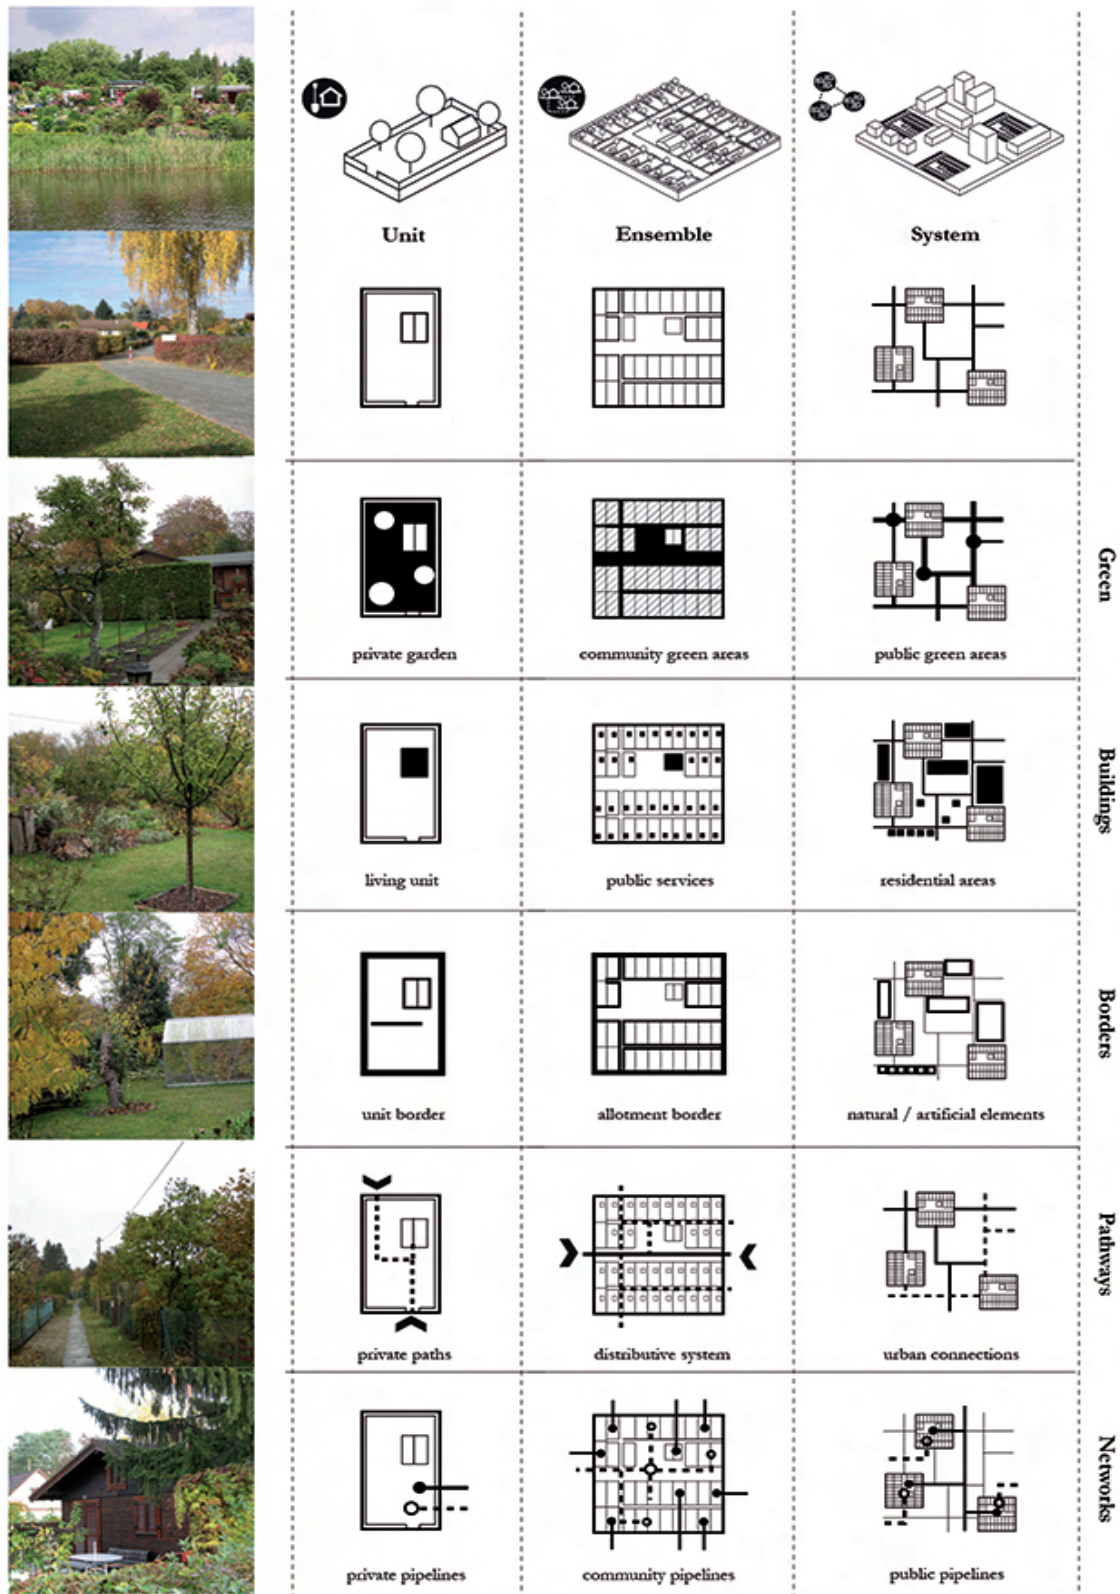 Unit
Ensemble
System
Green
private garden
community green areas
public green areas
Buildings
living unit
public services
residential areas
Borders
unit border
allotment border
natural / artificial elements
Pathways
private paths
distributive system
urban connections
Networks
private pipelines
community pipelines
public pipelines